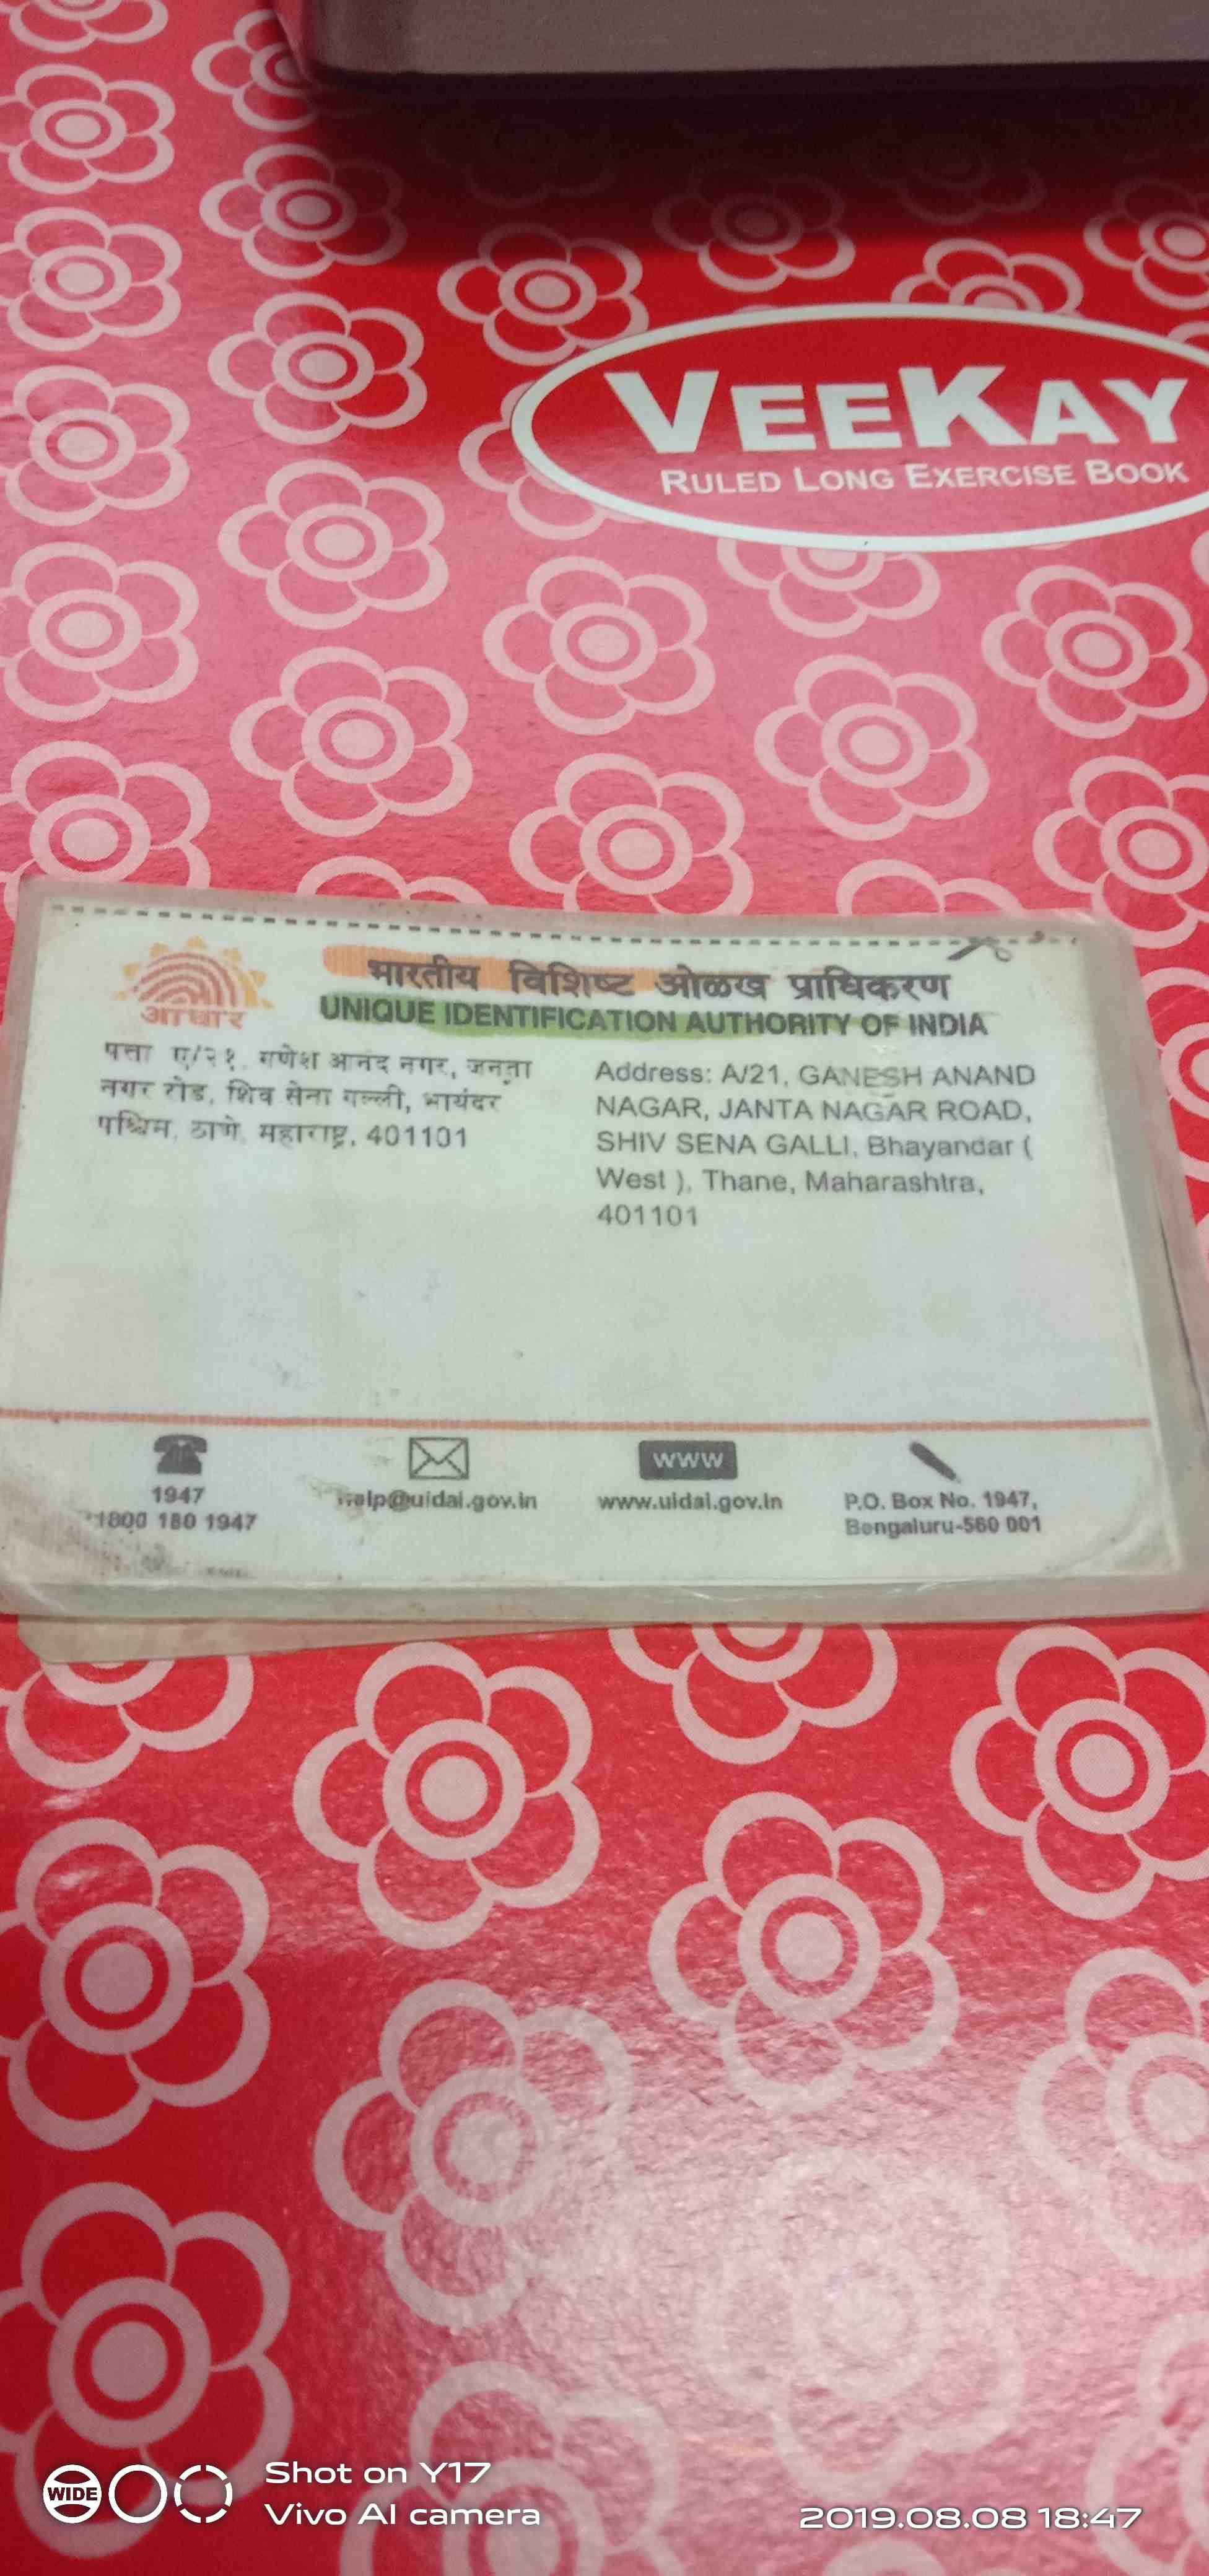 VEEKAY
RULED LONG EXERCISE BOOK
आधार
भारतीय विशिष्ट ओळख प्राधिकरण
UNIQUE IDENTIFICATION AUTHORITY OF INDIA
पत्ता ए/२१, गणेश आनंद नगर, जनता
नगर रोड, शिव सेना गल्ली, भायंदर
पश्चिम, ठाणे, महाराष्ट्र, 401101
Address: A/21, GANESH ANAND
NAGAR, JANTA NAGAR ROAD,
SHIV SENA GALLI, Bhayandar (
West ), Thane, Maharashtra,
401101
1947
1800 180 1947
help@uidai.gov.in
WWW
www.uidai.gov.in
P.O. Box No. 1947,
Bengaluru-560 001
WIDE
Shot on Y17
Vivo AI camera
2019.08.08 18:47